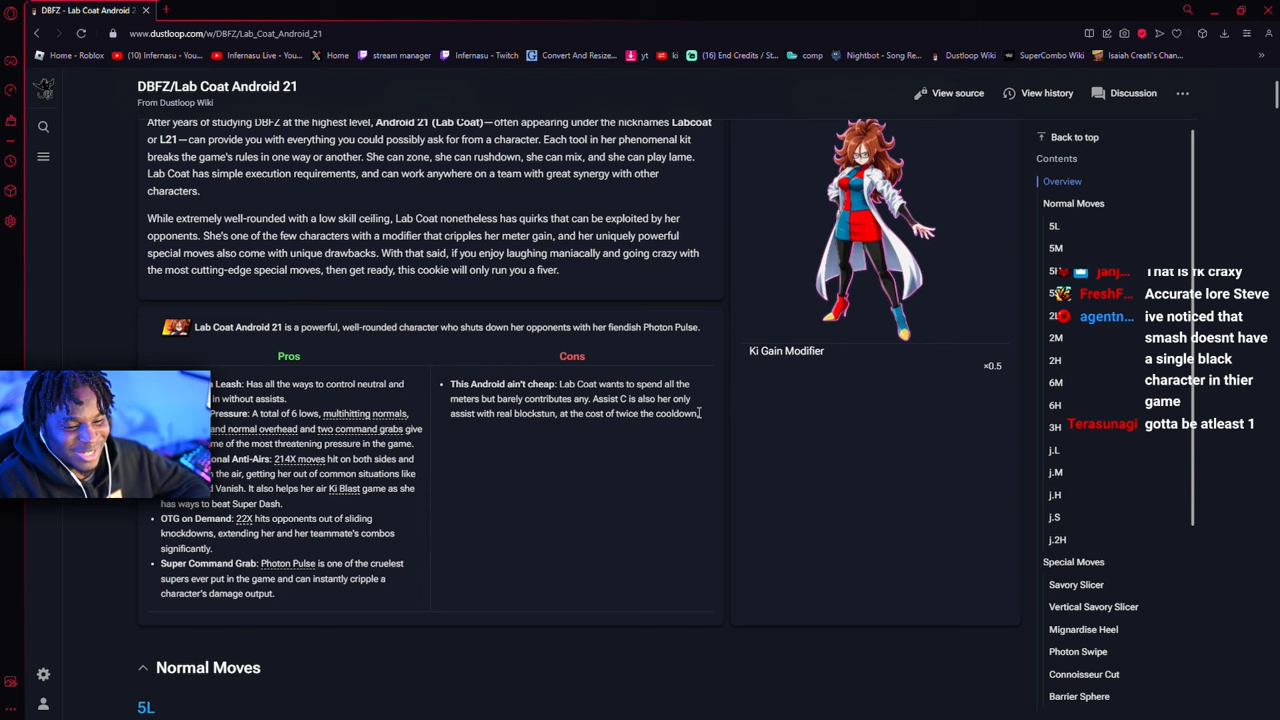 DBFZ - Lab Coat Android 21
www.dustloop.com/w/DBFZ/Lab_Coat_Android_21
Home - Roblox
(10) Infernasu - You...
Infernasu Live - You...
Home
stream manager
Infernasu - Twitch
Convert And Resize...
yt
ki
(16) End Credits / St...
comp
Nightbot - Song Re...
Dustloop Wiki
SuperCombo Wiki
Isaiah Creati's Chan...
DBFZ/Lab Coat Android 21
From Dustloop Wiki
View source
View history
Discussion
After years of studying DBFZ at the highest level, Android 21 (Lab Coat)—often appearing under the nicknames Labcoat
or L21—can provide you with everything you could possibly ask for from a character. Each tool in her phenomenal kit
breaks the game's rules in one way or another. She can zone, she can rushdown, she can mix, and she can play lame.
Lab Coat has simple execution requirements, and can work anywhere on a team with great synergy with other
characters.
While extremely well-rounded with a low skill ceiling, Lab Coat nonetheless has quirks that can be exploited by her
opponents. She's one of the few characters with a modifier that cripples her meter gain, and her uniquely powerful
special moves also come with unique drawbacks. With that said, if you enjoy laughing maniacally and going crazy with
the most cutting-edge special moves, then get ready, this cookie will only run you a fiver.
Lab Coat Android 21 is a powerful, well-rounded character who shuts down her opponents with her fiendish Photon Pulse.
Pros
Leash: Has all the ways to control neutral and
in without assists.
Pressure: A total of 6 lows, multihitting normals,
and normal overhead and two command grabs give
me of the most threatening pressure in the game.
onal Anti-Airs: 214X moves hit on both sides and
the air, getting her out of common situations like
Vanish. It also helps her air Ki Blast game as she
has ways to beat Super Dash.
• OTG on Demand: 22X hits opponents out of sliding
knockdowns, extending her and her teammate's combos
significantly.
• Super Command Grab: Photon Pulse is one of the cruelest
supers ever put in the game and can instantly cripple a
character's damage output.
Cons
• This Android ain't cheap: Lab Coat wants to spend all the
meters but barely contributes any. Assist C is also her only
assist with real blockstun, at the cost of twice the cooldown.
Ki Gain Modifier
×0.5
Normal Moves
5L
Back to top
Contents
Overview
Normal Moves
5L
5M
5H
5S
2L
2M
2H
6M
6H
3H
j.L
j.M
j.H
j.S
j.2H
Special Moves
Savory Slicer
Vertical Savory Slicer
Mignardise Heel
Photon Swipe
Connoisseur Cut
Barrier Sphere
janj... That is fk craxy
FreshF... Accurate lore Steve
agentn... ive noticed that
smash doesnt have
a single black
character in thier
game
Terasunagi gotta be atleast 1